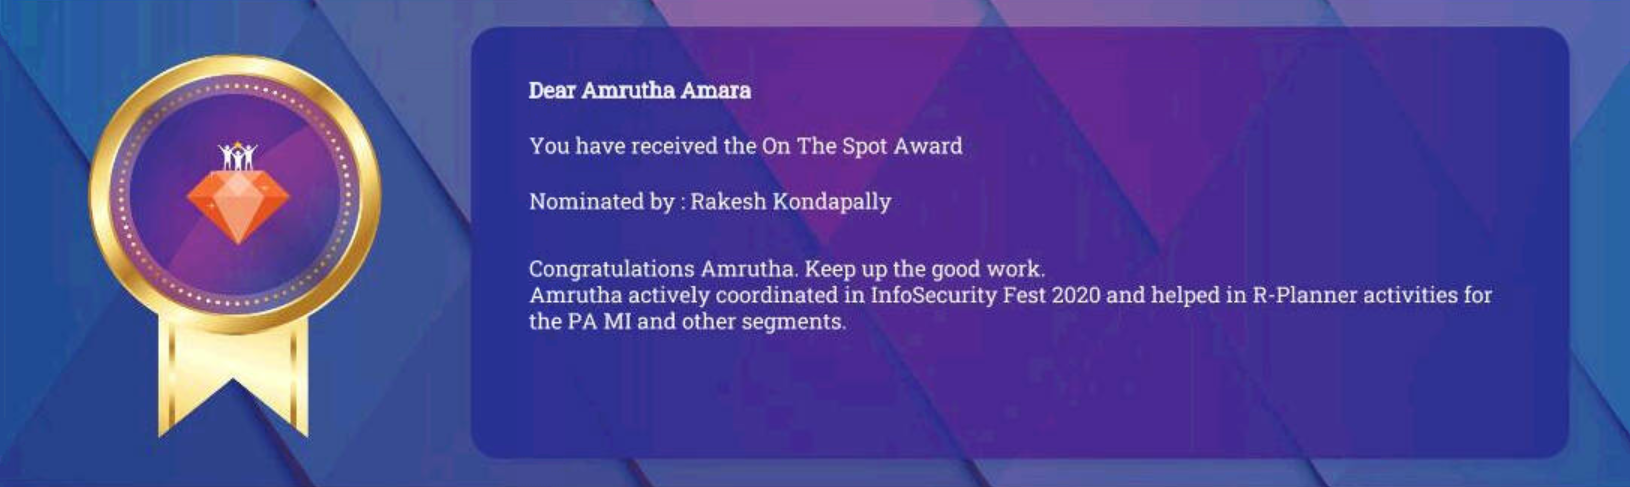 Dear Amrutha Amara
You have received the On The Spot Award
Nominated by : Rakesh Kondapally
Congratulations Amrutha. Keep up the good work.
Amrutha actively coordinated in InfoSecurity Fest 2020 and helped in R-Planner activities for
the PA MI and other segments.